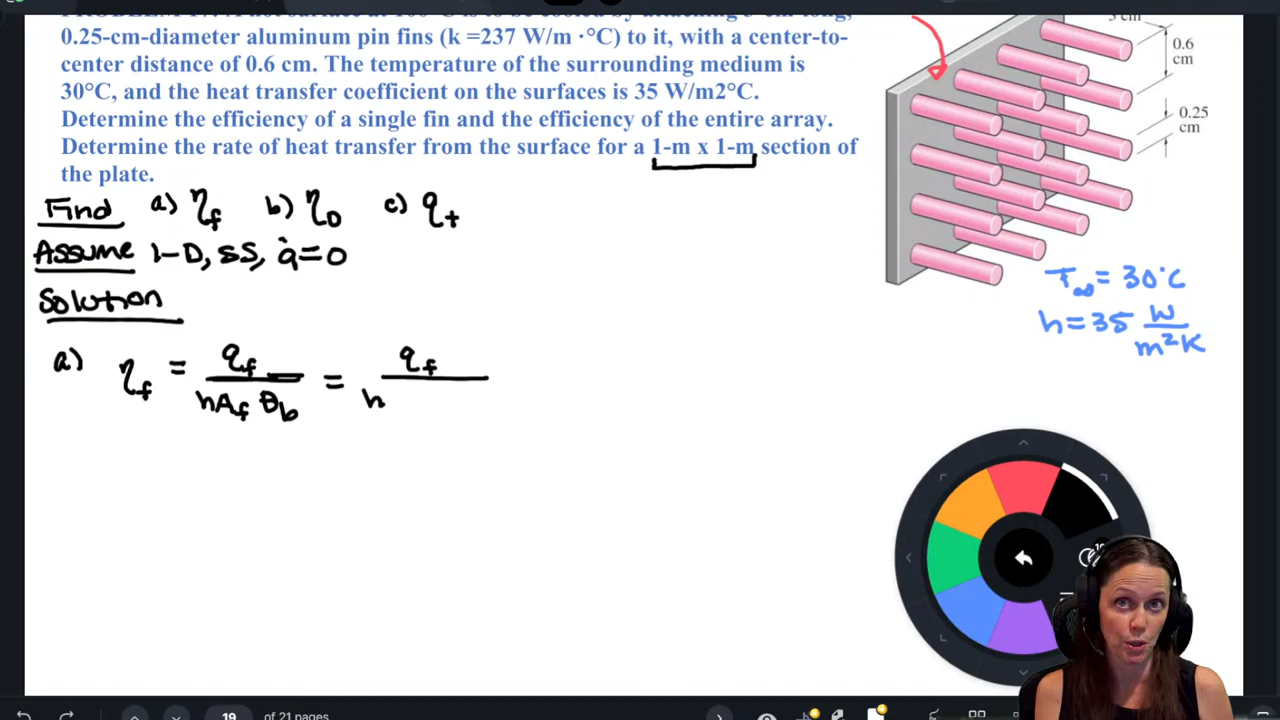 0.25-cm-diameter aluminum pin fins (k =237 W/m ·°C) to it, with a center-to-
center distance of 0.6 cm. The temperature of the surrounding medium is
30°C, and the heat transfer coefficient on the surfaces is 35 W/m2°C.
Determine the efficiency of a single fin and the efficiency of the entire array.
Determine the rate of heat transfer from the surface for a 1-m x 1-m section of
the plate.
0.6
cm
0.25
cm
Find a) ηf b) ηo c) qt
Assume 1-D, SS, q̇=0
Solution
T∞ = 30°C
h = 35 W/m²K
a) ηf = qf / hAf θb = qf / h
19 of 21 pages